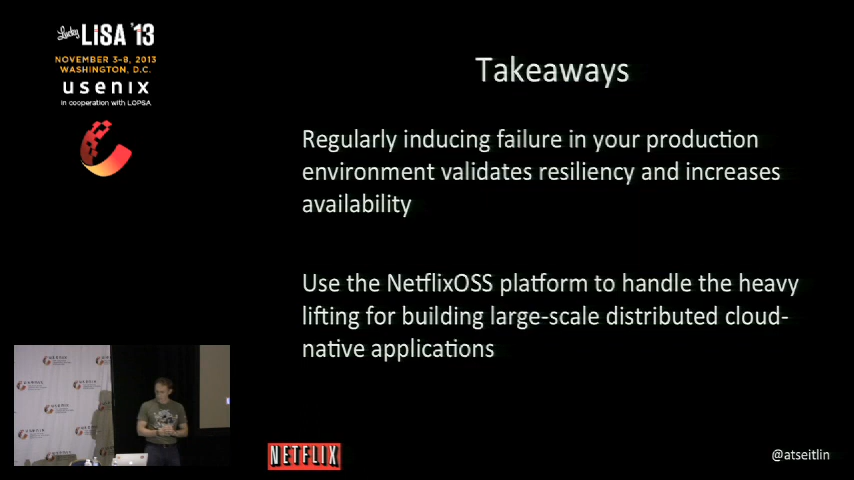 Lucky LISA '13
NOVEMBER 3-8, 2013
WASHINGTON, D.C.
usenix
in cooperation with LOPSA
Takeaways
Regularly inducing failure in your production
environment validates resiliency and increases
availability
Use the NetflixOSS platform to handle the heavy
lifting for building large-scale distributed cloud-
native applications
NETFLIX
@atseitlin